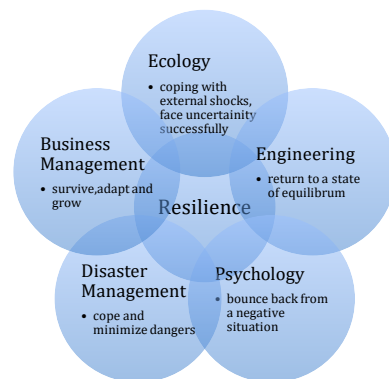 Ecology
• coping with
external shocks,
face uncertainity
successfully
Business
Management
• survive,adapt and
grow
Engineering
• return to a state
of equilibrum
Resilience
Disaster
Management
• cope and
minimize dangers
Psychology
• bounce back from
a negative
situation